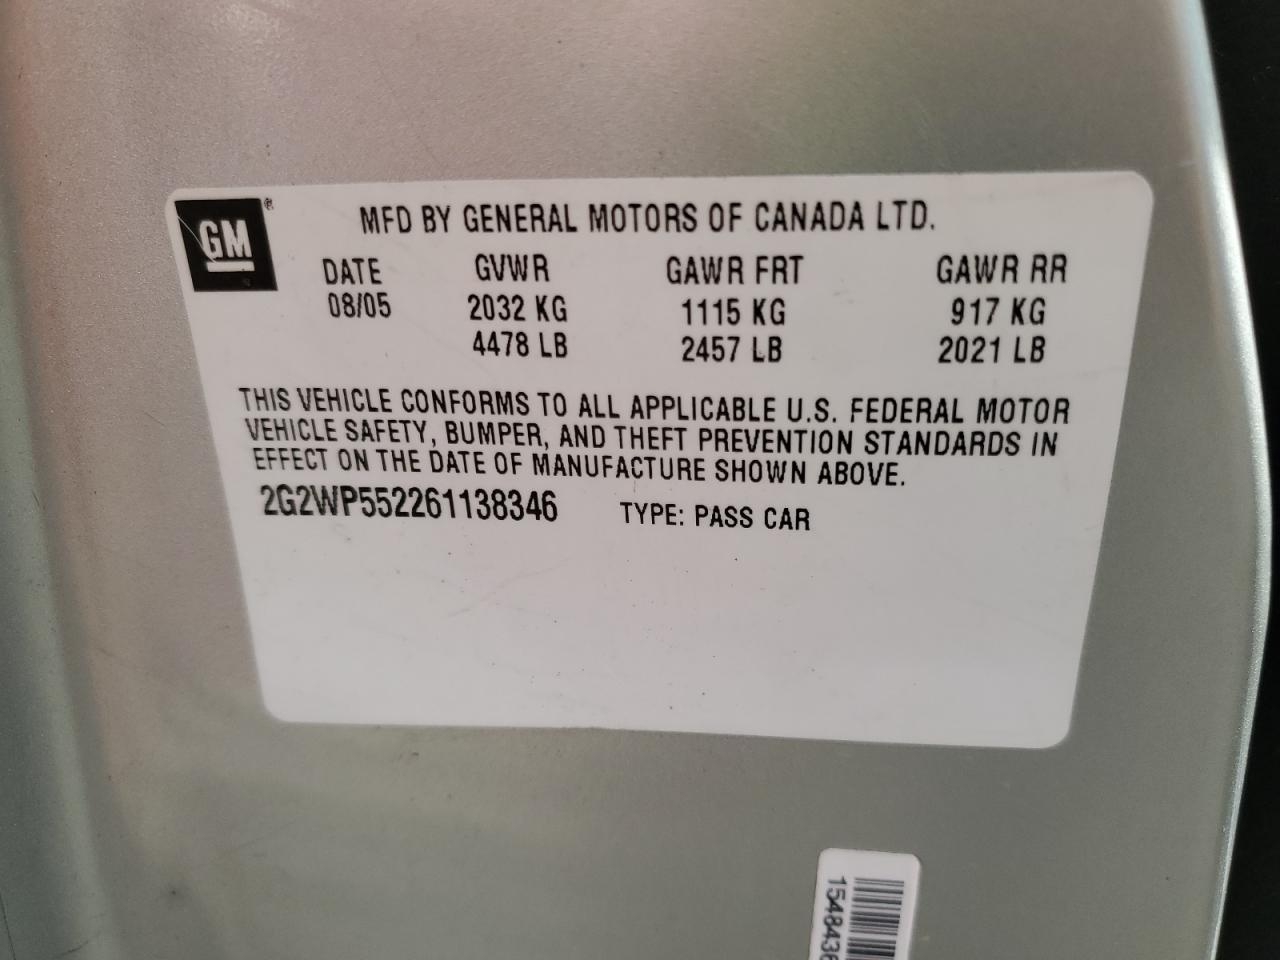 GM®
MFD BY GENERAL MOTORS OF CANADA LTD.
DATE GVWR GAWR FRT GAWR RR
08/05 2032 KG 1115 KG 917 KG
4478 LB 2457 LB 2021 LB
THIS VEHICLE CONFORMS TO ALL APPLICABLE U.S. FEDERAL MOTOR
VEHICLE SAFETY, BUMPER, AND THEFT PREVENTION STANDARDS IN
EFFECT ON THE DATE OF MANUFACTURE SHOWN ABOVE.
2G2WP552261138346 TYPE: PASS CAR
1548436